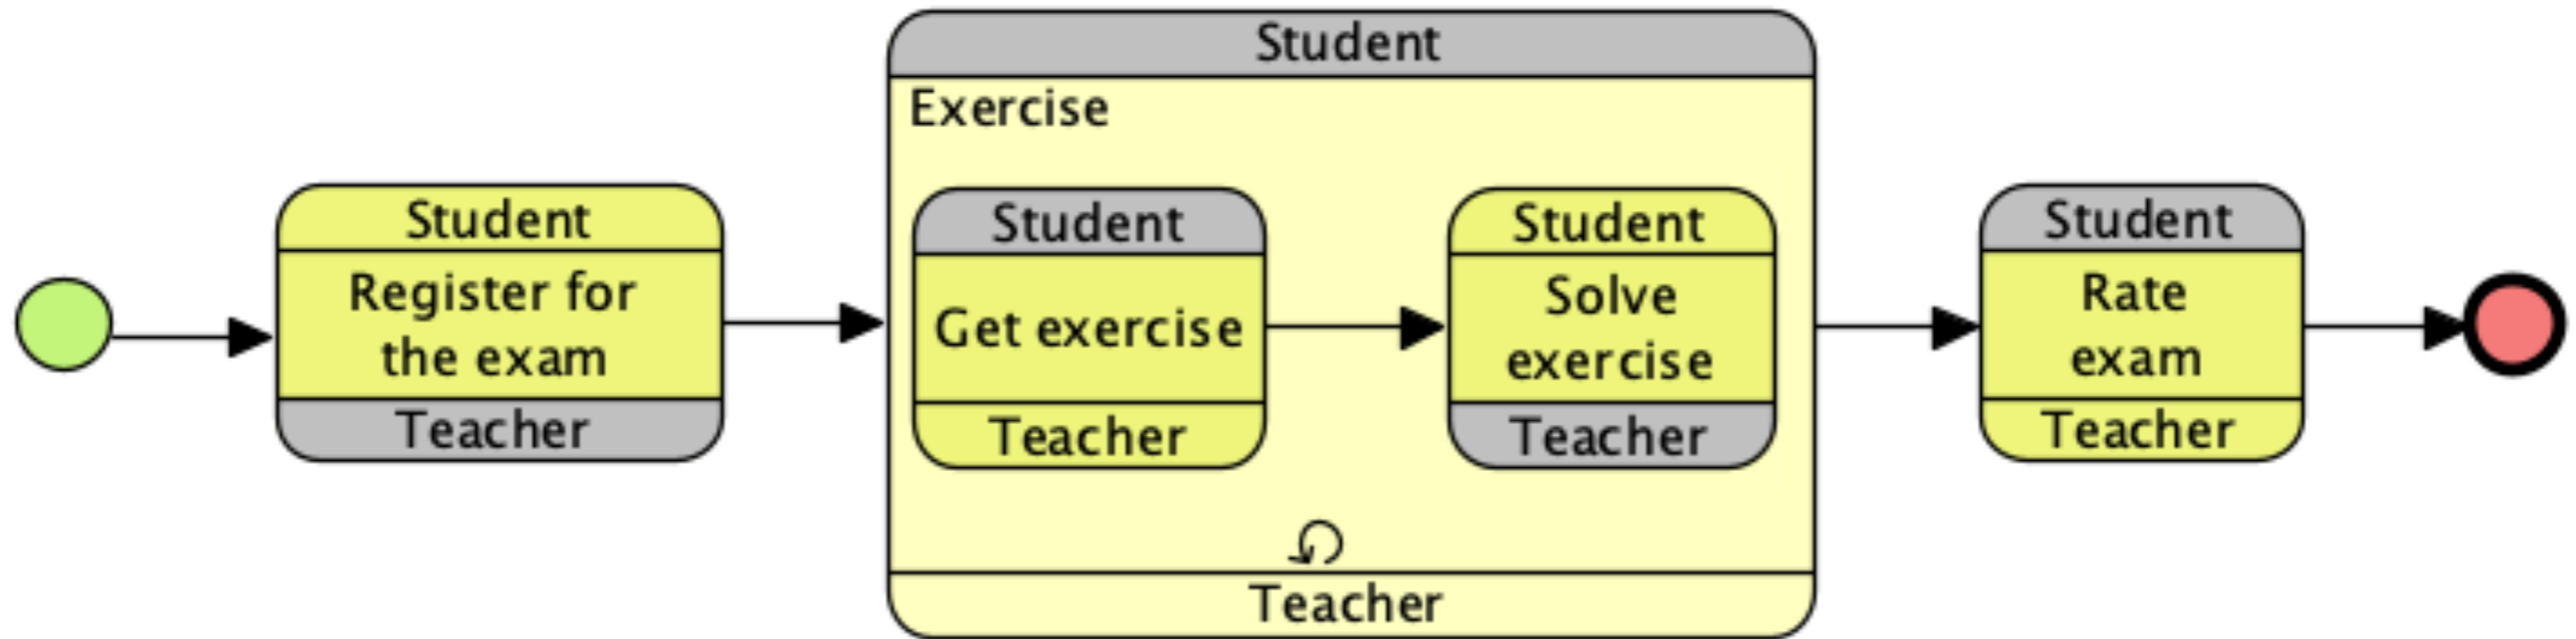 Student
Register for
the exam
Teacher
Student
Exercise
Student
Get exercise
Teacher
Student
Solve
exercise
Teacher
Teacher
Student
Rate
exam
Teacher